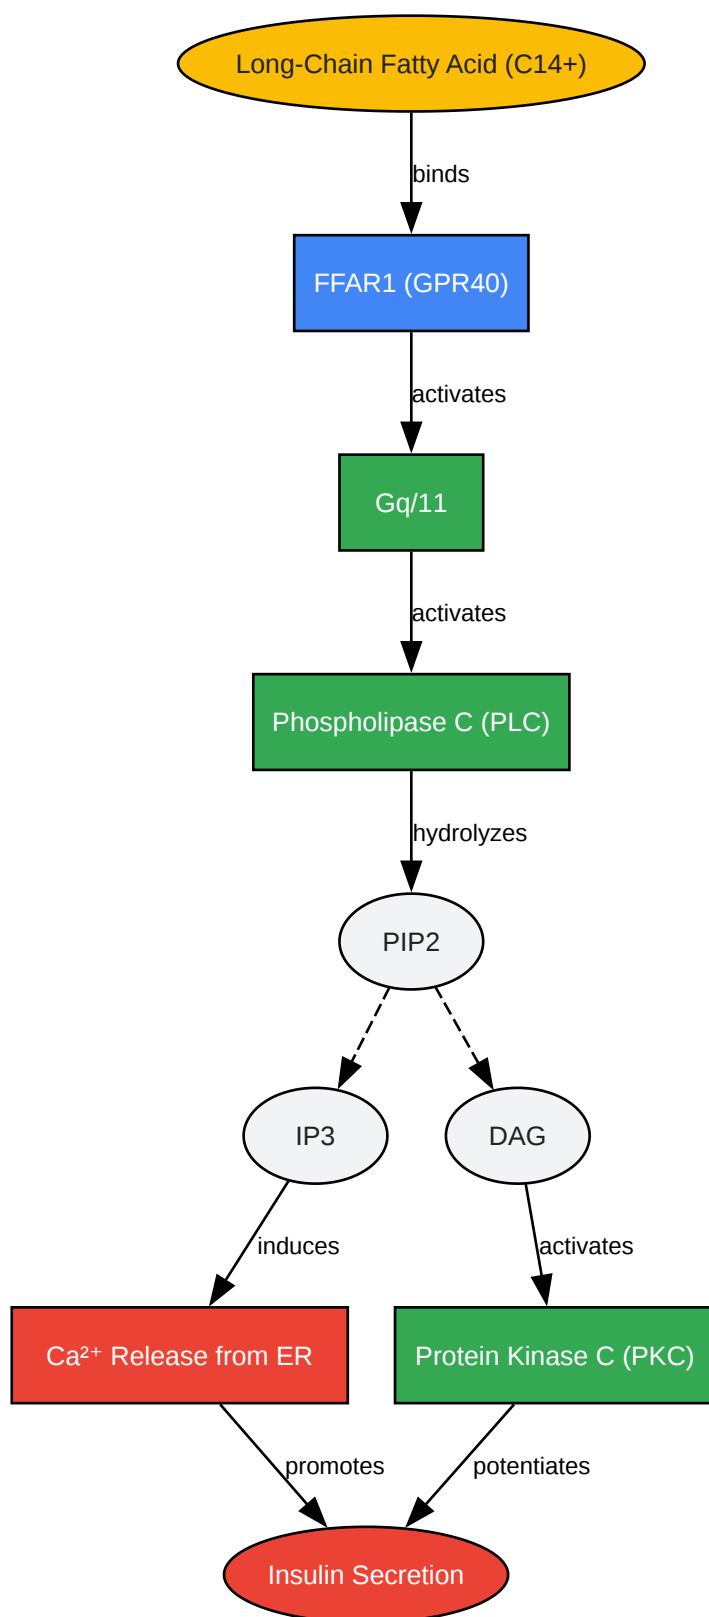 Long-Chain Fatty Acid (C14+)
binds
FFAR1 (GPR40)
activates
Gq/11
activates
Phospholipase C (PLC)
hydrolyzes
PIP2
IP3
DAG
induces
activates
Ca²⁺ Release from ER
Protein Kinase C (PKC)
promotes
potentiates
Insulin Secretion